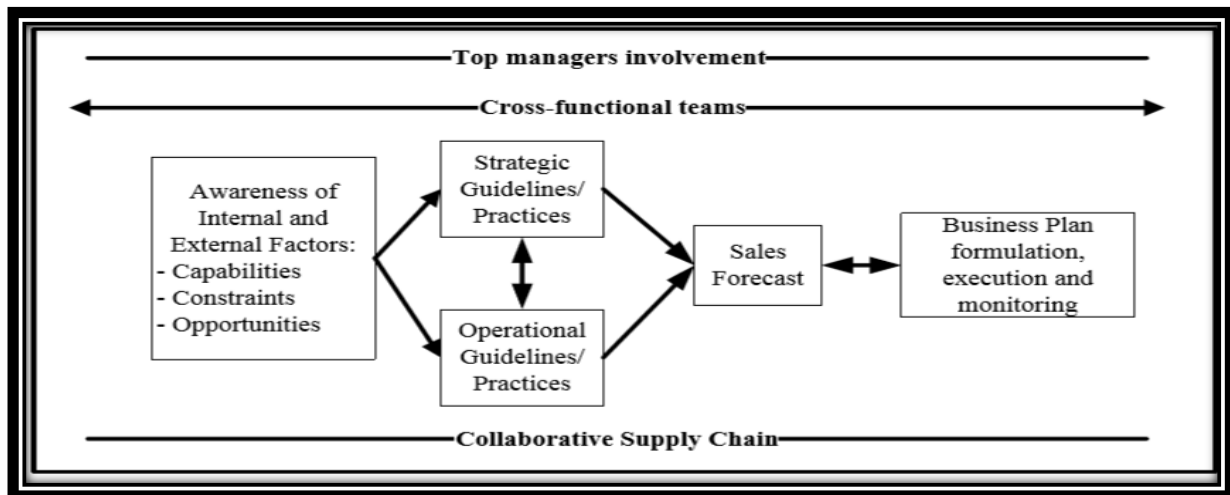 Top managers involvement
Cross-functional teams
Awareness of
Internal and
External Factors:
- Capabilities
- Constraints
- Opportunities
Strategic
Guidelines/
Practices
Operational
Guidelines/
Practices
Sales
Forecast
Business Plan
formulation,
execution and
monitoring
Collaborative Supply Chain